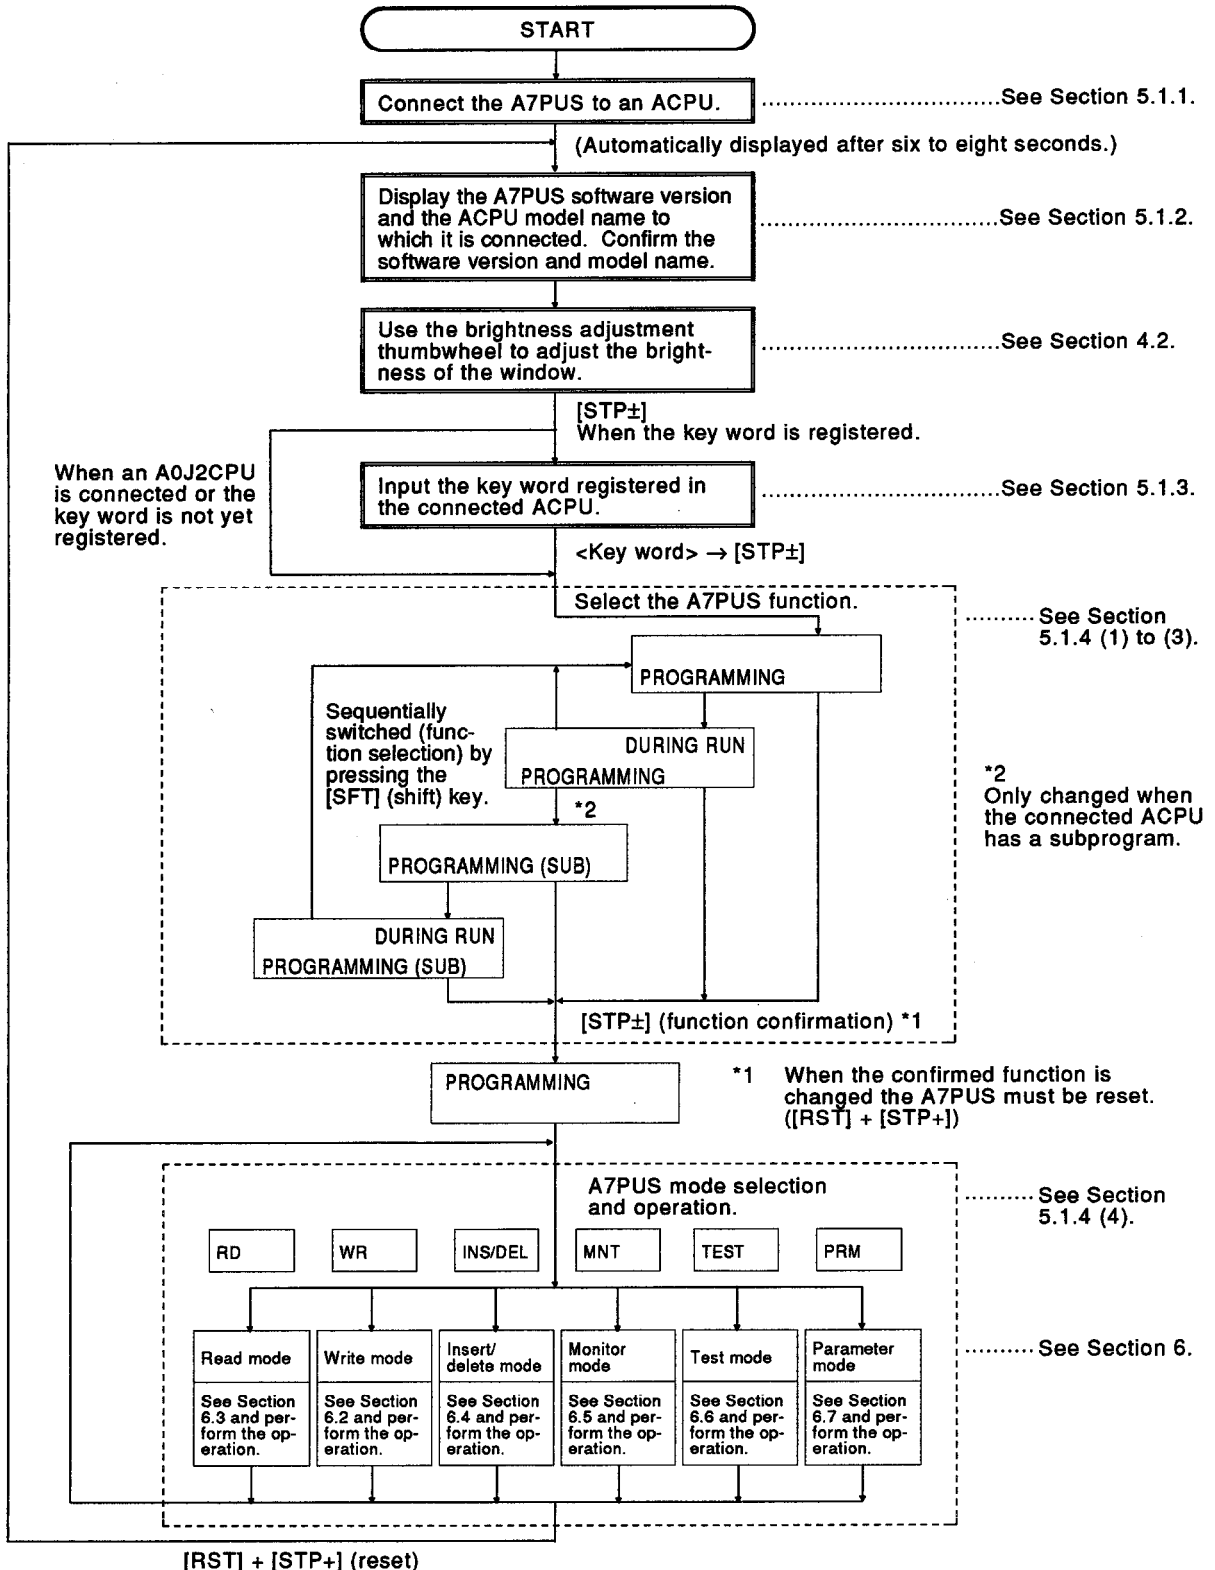 START
Connect the A7PUS to an ACPU.
..............................See Section 5.1.1.
(Automatically displayed after six to eight seconds.)
Display the A7PUS software version
and the ACPU model name to
which it is connected. Confirm the
software version and model name.
..............................See Section 5.1.2.
Use the brightness adjustment
thumbwheel to adjust the bright-
ness of the window.
..............................See Section 4.2.
[STP±]
When the key word is registered.
When an A0J2CPU
is connected or the
key word is not yet
registered.
Input the key word registered in
the connected ACPU.
..............................See Section 5.1.3.
<Key word> → [STP±]
Select the A7PUS function.
.......... See Section
5.1.4 (1) to (3).
PROGRAMMING
Sequentially
switched (func-
tion selection) by
pressing the
[SFT] (shift) key.
DURING RUN
PROGRAMMING
*2
*2
Only changed when
the connected ACPU
has a subprogram.
PROGRAMMING (SUB)
DURING RUN
PROGRAMMING (SUB)
[STP±] (function confirmation) *1
PROGRAMMING
*1 When the confirmed function is
changed the A7PUS must be reset.
([RST] + [STP+])
A7PUS mode selection
and operation.
.......... See Section
5.1.4 (4).
RD WR INS/DEL MNT TEST PRM
Read mode
See Section
6.3 and per-
form the op-
eration.
Write mode
See Section
6.2 and per-
form the op-
eration.
Insert/
delete mode
See Section
6.4 and per-
form the op-
eration.
Monitor
mode
See Section
6.5 and per-
form the op-
eration.
Test mode
See Section
6.6 and per-
form the op-
eration.
Parameter
mode
See Section
6.7 and per-
form the op-
eration.
.......... See Section 6.
[RST] + [STP+] (reset)